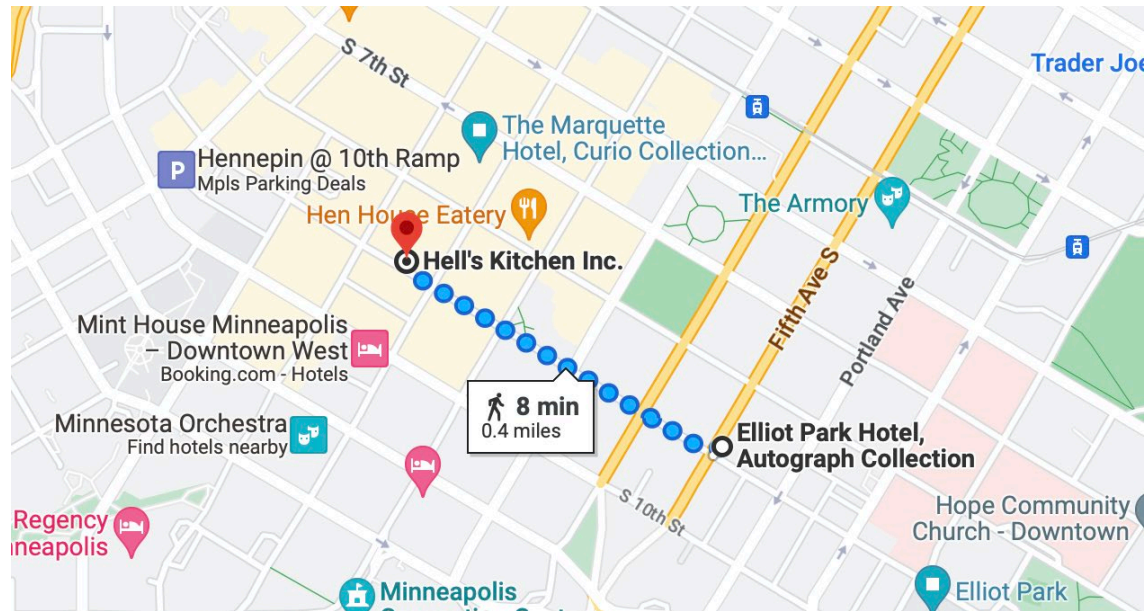 S 7th St
Trader Joe
The Marquette
Hotel, Curio Collection...
P
Hennepin @ 10th Ramp
Mpls Parking Deals
Hen House Eatery
The Armory
Hell's Kitchen Inc.
Fifth Ave S
Portland Ave
Mint House Minneapolis
– Downtown West
Booking.com - Hotels
8 min
0.4 miles
Minnesota Orchestra
Find hotels nearby
Elliot Park Hotel,
Autograph Collection
S 10th St
Regency
nneapolis
Hope Community
Church - Downtown
Minneapolis
Elliot Park